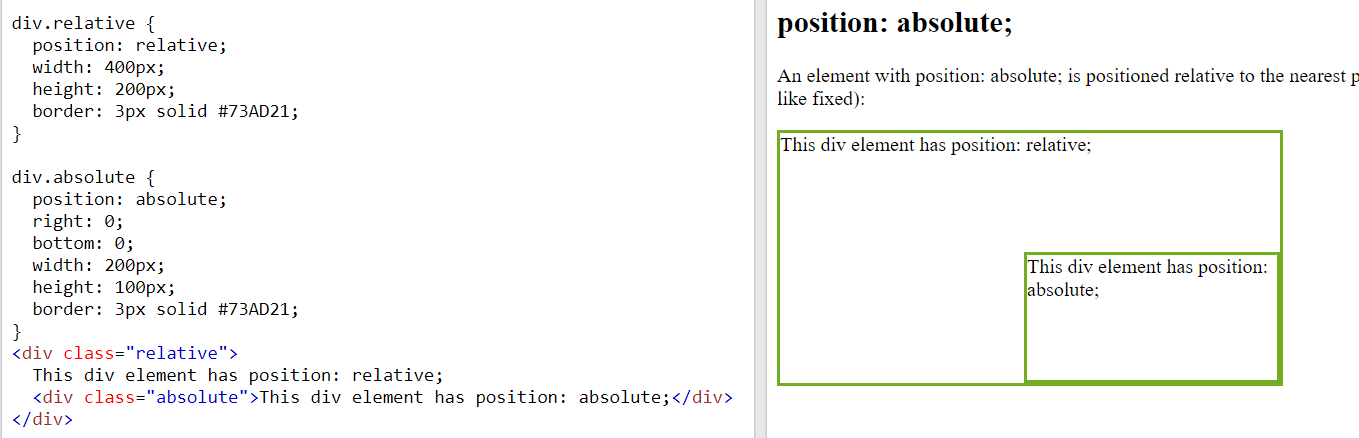 div.relative {
  position: relative;
  width: 400px;
  height: 200px;
  border: 3px solid #73AD21;
}
div.absolute {
  position: absolute;
  right: 0;
  bottom: 0;
  width: 200px;
  height: 100px;
  border: 3px solid #73AD21;
}
<div class="relative">
  This div element has position: relative;
  <div class="absolute">This div element has position: absolute;</div>
</div>
position: absolute;
An element with position: absolute; is positioned relative to the nearest
like fixed):
This div element has position: relative;
This div element has position:
absolute;